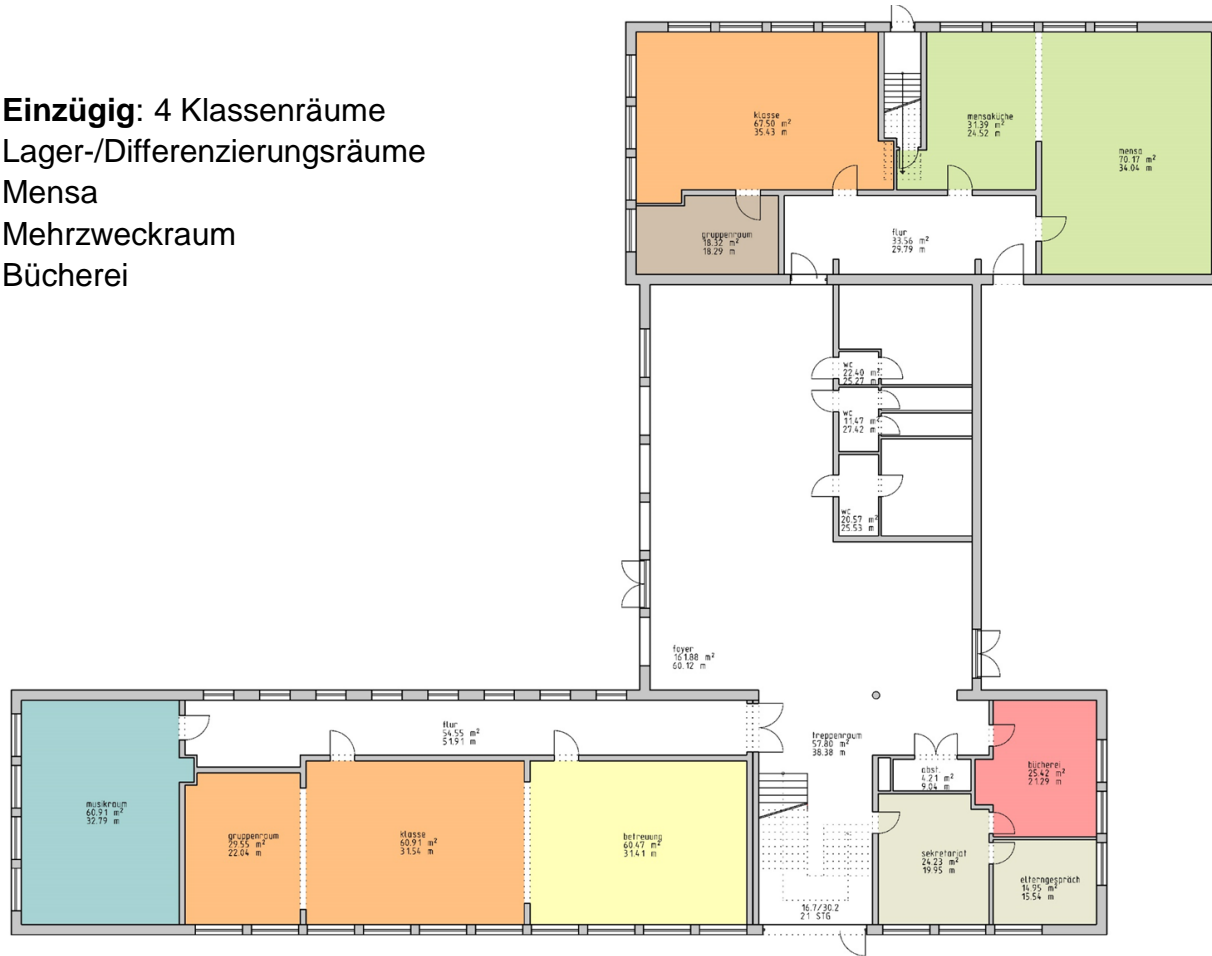 Einzügig: 4 Klassenräume
Lager-/Differenzierungsräume
Mensa
Mehrzweckraum
Bücherei
klasse
67.50 m²
35.43 m
mensaküche
31.39 m²
24.52 m
mensa
70.17 m²
34.04 m
gruppenraum
18.32 m²
18.29 m
flur
33.56 m²
29.79 m
wc
22.40 m²
25.27 m
wc
11.47 m²
27.42 m
wc
20.57 m²
25.53 m
foyer
161.88 m²
60.12 m
flur
54.55 m²
51.91 m
treppenraum
57.80 m²
38.38 m
abst.
4.21 m²
9.04 m
bücherei
25.42 m²
21.29 m
musikraum
60.91 m²
32.79 m
gruppenraum
29.55 m²
22.04 m
klasse
60.91 m²
31.54 m
betreuung
60.47 m²
31.41 m
sekretariat
24.23 m²
19.95 m
elterngespräch
14.95 m²
15.54 m
16.7/30.2
21 STG